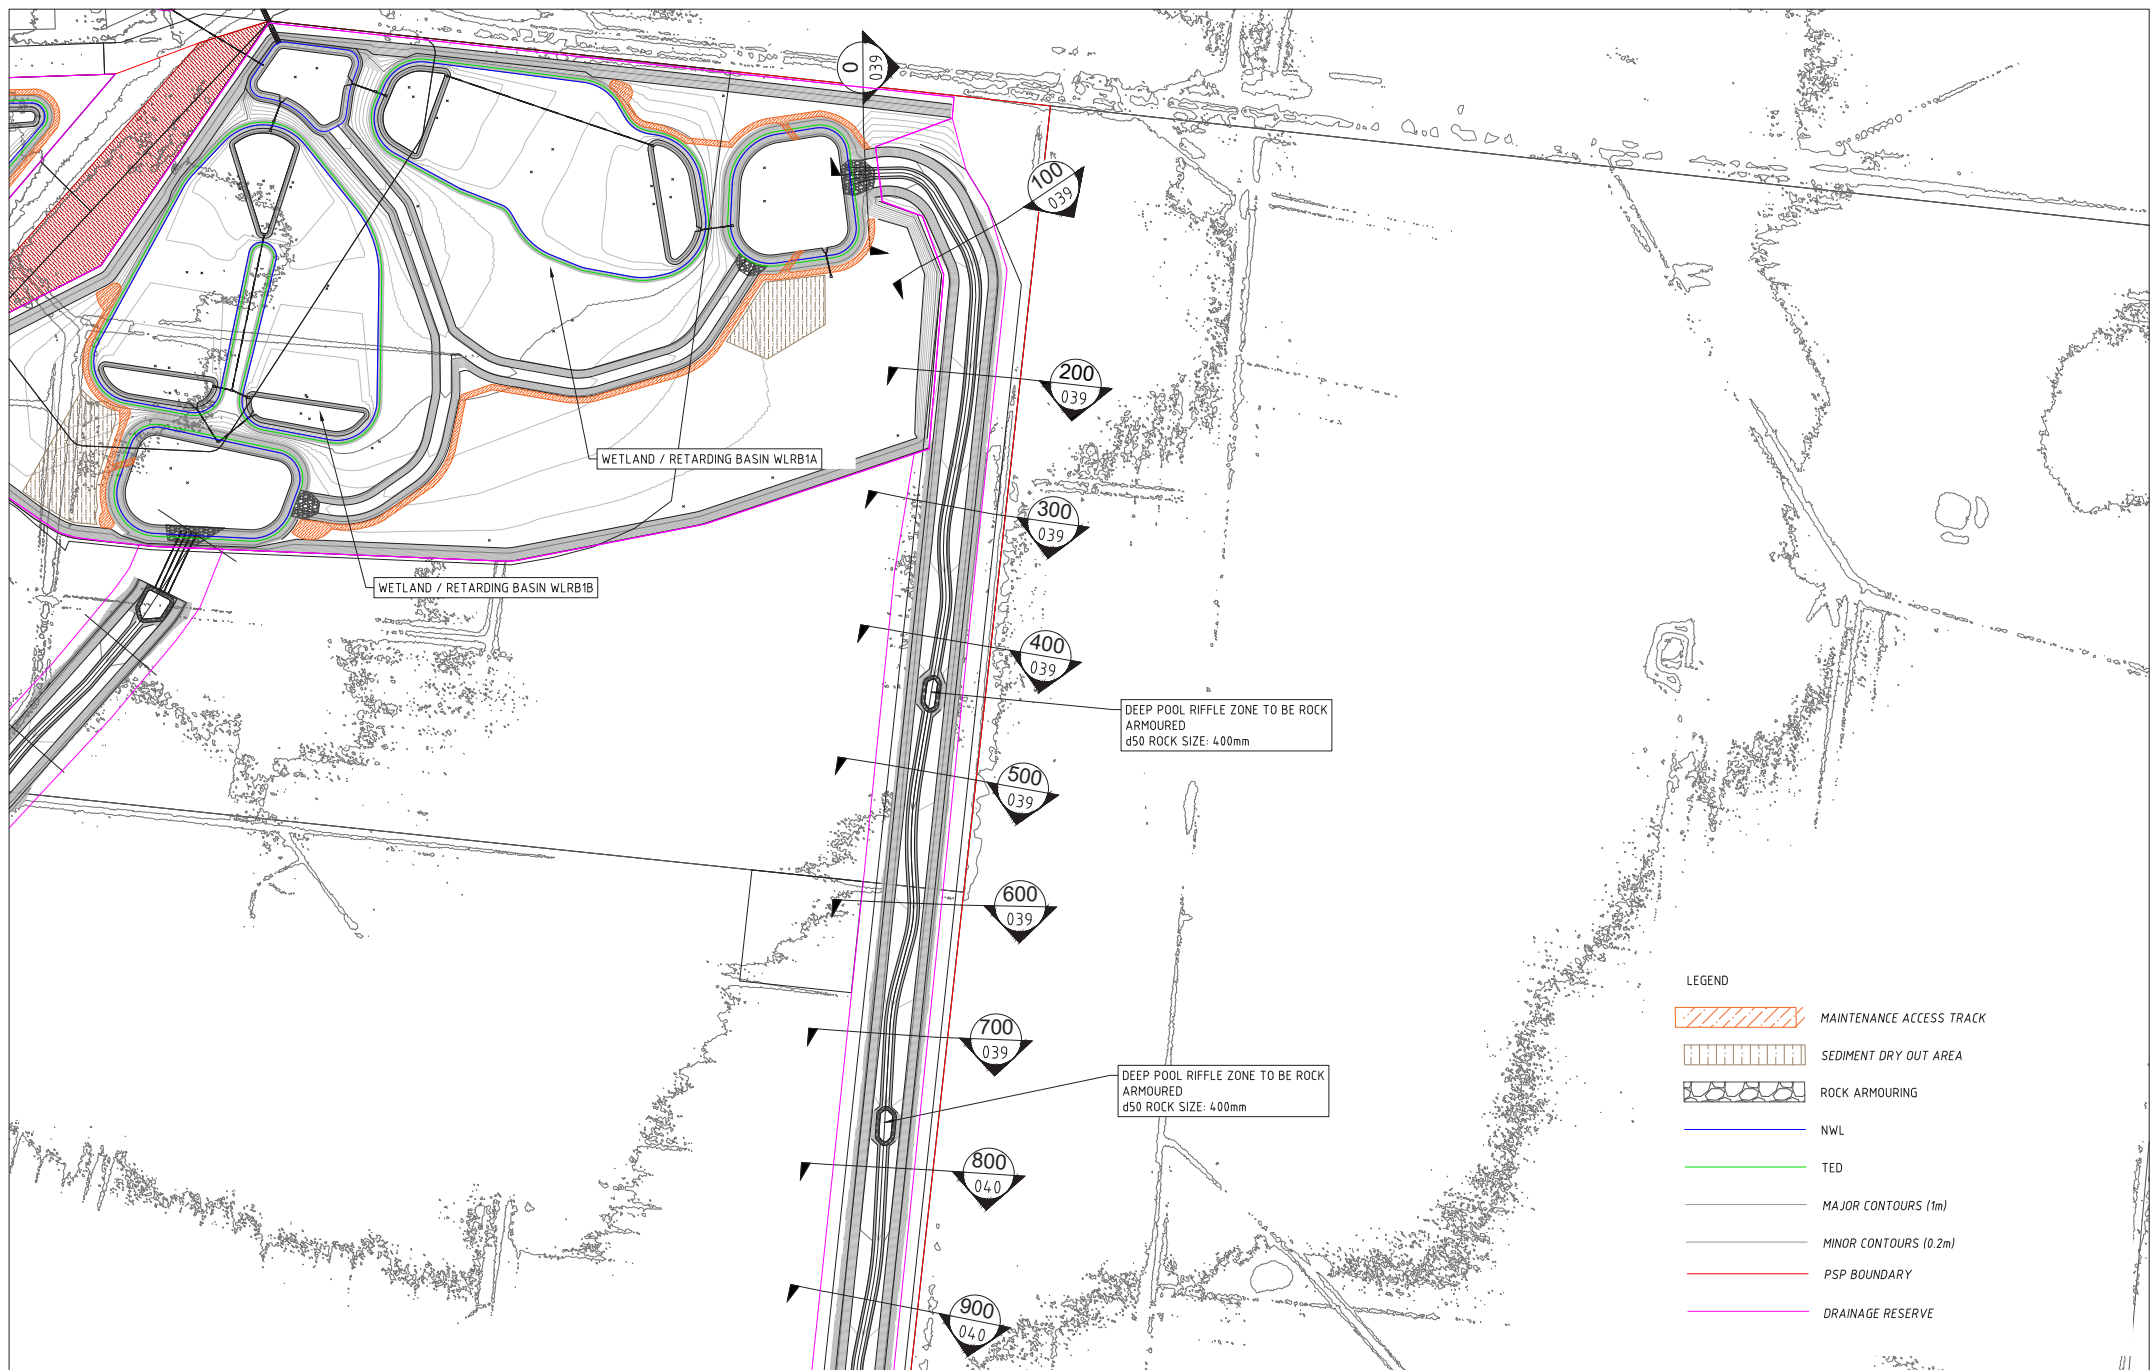 0
039
100
039
200
039
WETLAND / RETARDING BASIN WLRB1A
300
039
WETLAND / RETARDING BASIN WLRB1B
400
039
DEEP POOL RIFFLE ZONE TO BE ROCK
ARMOURED
d50 ROCK SIZE: 400mm
500
039
600
039
700
039
DEEP POOL RIFFLE ZONE TO BE ROCK
ARMOURED
d50 ROCK SIZE: 400mm
800
040
900
040
LEGEND
MAINTENANCE ACCESS TRACK
SEDIMENT DRY OUT AREA
ROCK ARMOURING
NWL
TED
MAJOR CONTOURS (1m)
MINOR CONTOURS (0.2m)
PSP BOUNDARY
DRAINAGE RESERVE